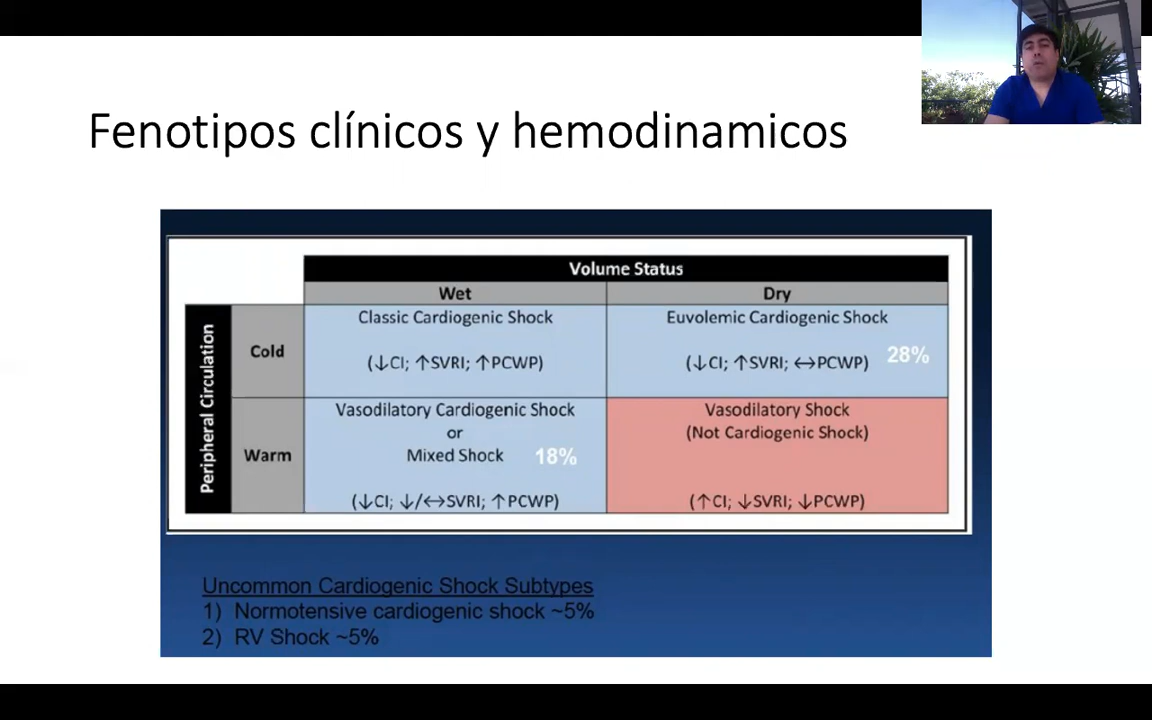 Fenotipos clínicos y hemodinamicos
Volume Status
Wet
Dry
Peripheral Circulation
Cold
Classic Cardiogenic Shock
(↓CI; ↑SVRI; ↑PCWP)
Euvolemic Cardiogenic Shock
(↓CI; ↑SVRI; ↔PCWP)
28%
Warm
Vasodilatory Cardiogenic Shock
or
Mixed Shock
18%
(↓CI; ↓/↔SVRI; ↑PCWP)
Vasodilatory Shock
(Not Cardiogenic Shock)
(↑CI; ↓SVRI; ↓PCWP)
Uncommon Cardiogenic Shock Subtypes
1) Normotensive cardiogenic shock ~5%
2) RV Shock ~5%